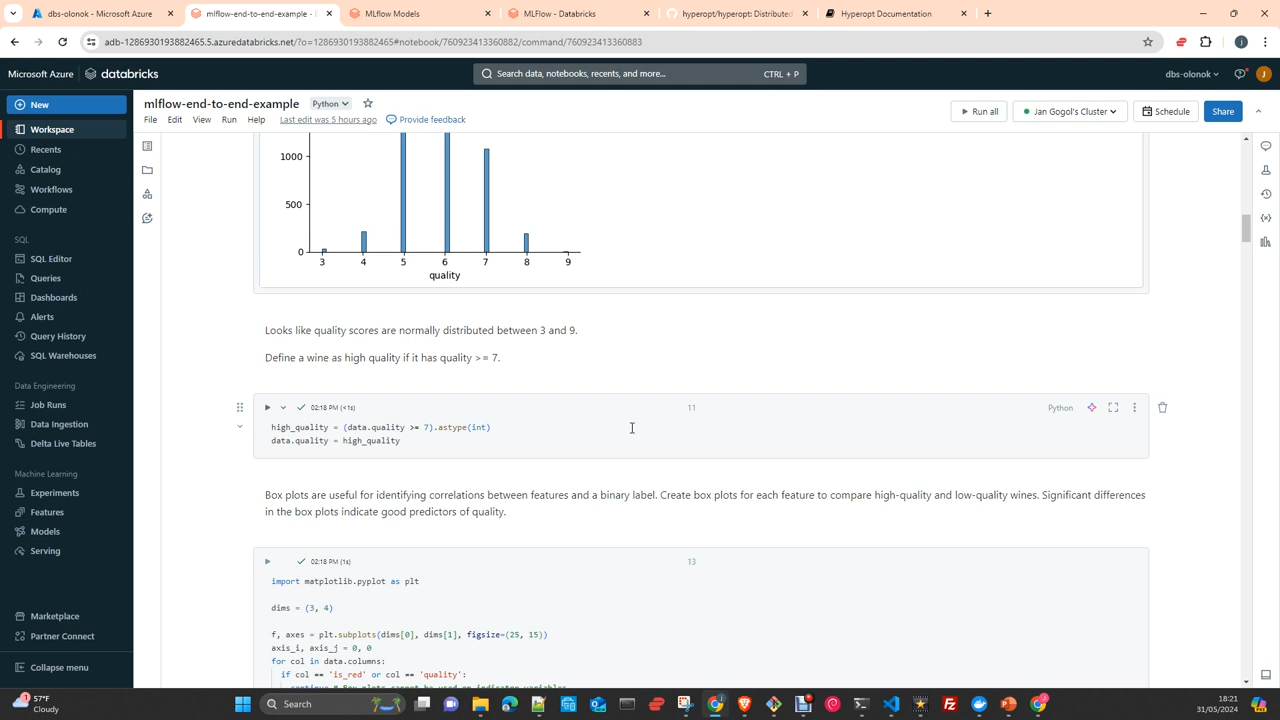 dbs-olonok - Microsoft Azure
mlflow-end-to-end-example -
MLflow Models
MLFlow - Databricks
hyperopt/hyperopt: Distributed
Hyperopt Documentation
adb-1286930193882465.5.azuredatabricks.net/?o=1286930193882465#notebook/760923413360882/command/760923413360883
Microsoft Azure
databricks
Search data, notebooks, recents, and more...
CTRL + P
dbs-olonok
J
New
Workspace
Recents
Catalog
Workflows
Compute
SQL
SQL Editor
Queries
Dashboards
Alerts
Query History
SQL Warehouses
Data Engineering
Job Runs
Data Ingestion
Delta Live Tables
Machine Learning
Experiments
Features
Models
Serving
Marketplace
Partner Connect
Collapse menu
mlflow-end-to-end-example
Python
File Edit View Run Help
Last edit was 5 hours ago
Provide feedback
Run all
Jan Gogol's Cluster
Schedule
Share
1000
500
0
3 4 5 6 7 8 9
quality
Looks like quality scores are normally distributed between 3 and 9.
Define a wine as high quality if it has quality >= 7.
02:18 PM (<1s)
11
Python
high_quality = (data.quality >= 7).astype(int)
data.quality = high_quality
Box plots are useful for identifying correlations between features and a binary label. Create box plots for each feature to compare high-quality and low-quality wines. Significant differences
in the box plots indicate good predictors of quality.
02:18 PM (1s)
13
import matplotlib.pyplot as plt
dims = (3, 4)
f, axes = plt.subplots(dims[0], dims[1], figsize=(25, 15))
axis_i, axis_j = 0, 0
for col in data.columns:
if col == 'is_red' or col == 'quality':
continue # Box plots cannot be used on indicator variables
57°F
Cloudy
Search
18:21
31/05/2024